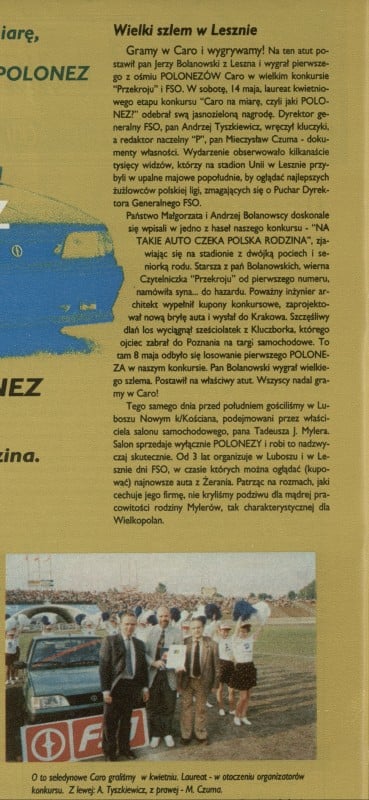 iarę,
POLONEZ
Z
NEZ
zina.
Wielki szlem w Lesznie
Gramy w Caro i wygrywamy! Na ten atut po-
stawił pan Jerzy Bolanowski z Leszna i wygrał pierwsze-
go z ośmiu POLONEZÓW Caro w wielkim konkursie
"Przekroju" i FSO. W sobotę, 14 maja, laureat kwietnio-
wego etapu konkursu "Caro na miarę, czyli jaki POLO-
NEZ?" odebrał swą jasnozieloną nagrodę. Dyrektor ge-
neralny FSO, pan Andrzej Tyszkiewicz, wręczył kluczyki,
a redaktor naczelny "P", pan Mieczysław Czuma - doku-
menty własności. Wydarzenie obserwowało kilkanaście
tysięcy widzów, którzy na stadion Unii w Lesznie przy-
byli w upalne majowe popołudnie, by oglądać najlepszych
żużlowców polskiej ligi, zmagających się o Puchar Dyrek-
tora Generalnego FSO.
Państwo Małgorzata i Andrzej Bolanowscy doskonale
się wpisali w jedno z haseł naszego konkursu - "NA
TAKIE AUTO CZEKA POLSKA RODZINA", zja-
wiając się na stadionie z dwójką pociech i se-
niorką rodu. Starsza z pań Bolanowskich, wierna
Czytelniczka "Przekroju" od pierwszego numeru,
namówiła syna... do hazardu. Poważny inżynier ar-
chitekt wypełnił kupony konkursowe, zaprojekto-
wał nową bryłę auta i wysłał do Krakowa. Szczęśliwy
dlań los wyciągnął sześciolatek z Kluczborka, którego
ojciec zabrał do Poznania na targi samochodowe. To
tam 8 maja odbyło się losowanie pierwszego POLONE-
ZA w naszym konkursie. Pan Bolanowski wygrał wielkie-
go szlema. Postawił na właściwy atut. Wszyscy nadal gra-
my w Caro!
Tego samego dnia przed południem gościliśmy w Lu-
boszu Nowym k/Kościana, podejmowani przez właści-
ciela salonu samochodowego, pana Tadeusza J. Mylera.
Salon sprzedaje wyłącznie POLONEZY i robi to nadzwy-
czaj skutecznie. Od 3 lat organizuje w Luboszu i w Le-
sznie dni FSO, w czasie których można oglądać (kupo-
wać) najnowsze auta z Żerania. Patrząc na rozmach, jaki
cechuje jego firmę, nie kryliśmy podziwu dla mądrej pra-
cowitości rodziny Mylerów, tak charakterystycznej dla
Wielkopolan.
O to seledynowe Caro graliśmy w kwietniu. Laureat - w otoczeniu organizatorów
konkursu. Z lewej: A. Tyszkiewicz, z prawej - M. Czuma.